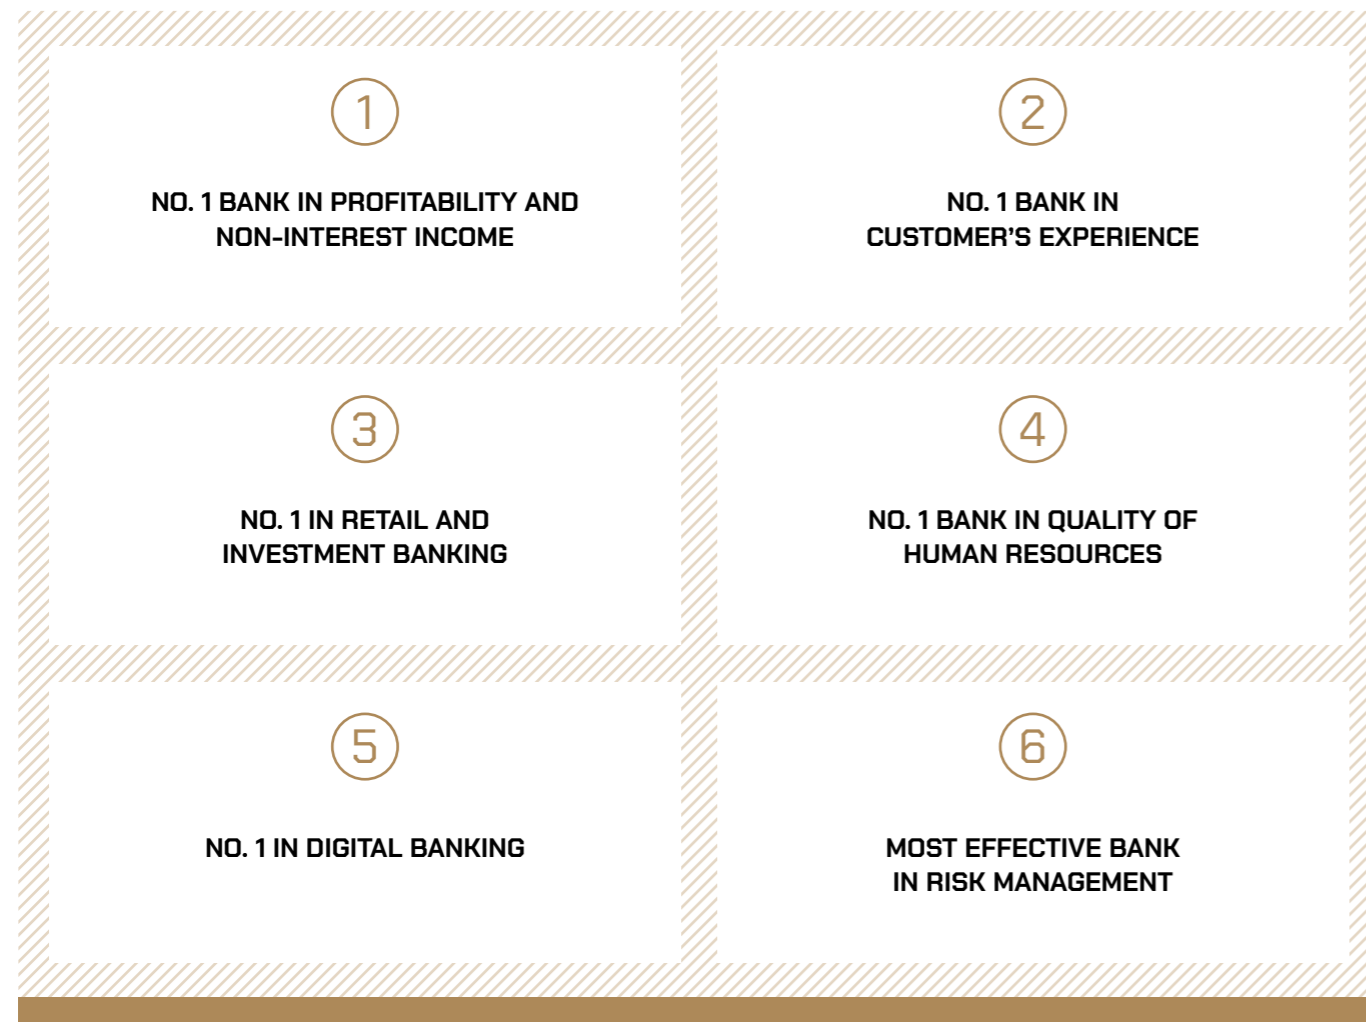 1
NO. 1 BANK IN PROFITABILITY AND
NON-INTEREST INCOME
2
NO. 1 BANK IN
CUSTOMER’S EXPERIENCE
3
NO. 1 IN RETAIL AND
INVESTMENT BANKING
4
NO. 1 BANK IN QUALITY OF
HUMAN RESOURCES
5
NO. 1 IN DIGITAL BANKING
6
MOST EFFECTIVE BANK
IN RISK MANAGEMENT